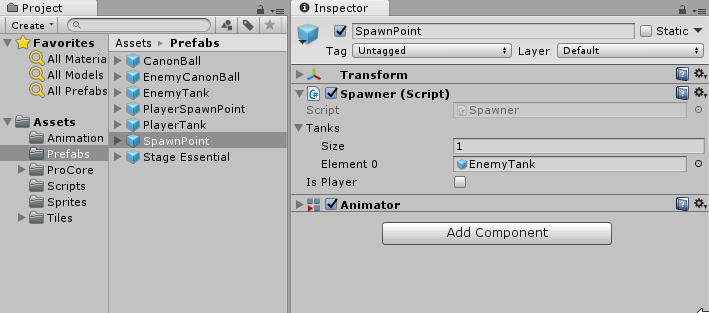 Project
Create
Favorites
All Materia
All Models
All Prefabs
Assets
Animation
Prefabs
ProCore
Scripts
Sprites
Tiles
Assets ▸ Prefabs
CanonBall
EnemyCanonBall
EnemyTank
PlayerSpawnPoint
PlayerTank
SpawnPoint
Stage Essential
Inspector
SpawnPoint Static
Tag Untagged Layer Default
Transform
Spawner (Script)
Script Spawner
Tanks
Size 1
Element 0 EnemyTank
Is Player
Animator
Add Component